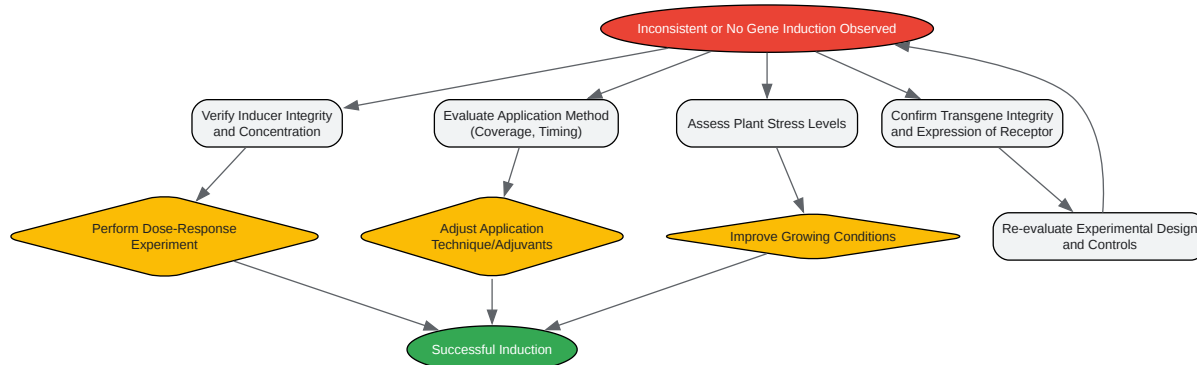 Inconsistent or No Gene Induction Observed
Verify Inducer Integrity
and Concentration
Evaluate Application Method
(Coverage, Timing)
Assess Plant Stress Levels
Confirm Transgene Integrity
and Expression of Receptor
Perform Dose-Response
Experiment
Adjust Application
Technique/Adjuvants
Improve Growing Conditions
Re-evaluate Experimental Design
and Controls
Successful Induction